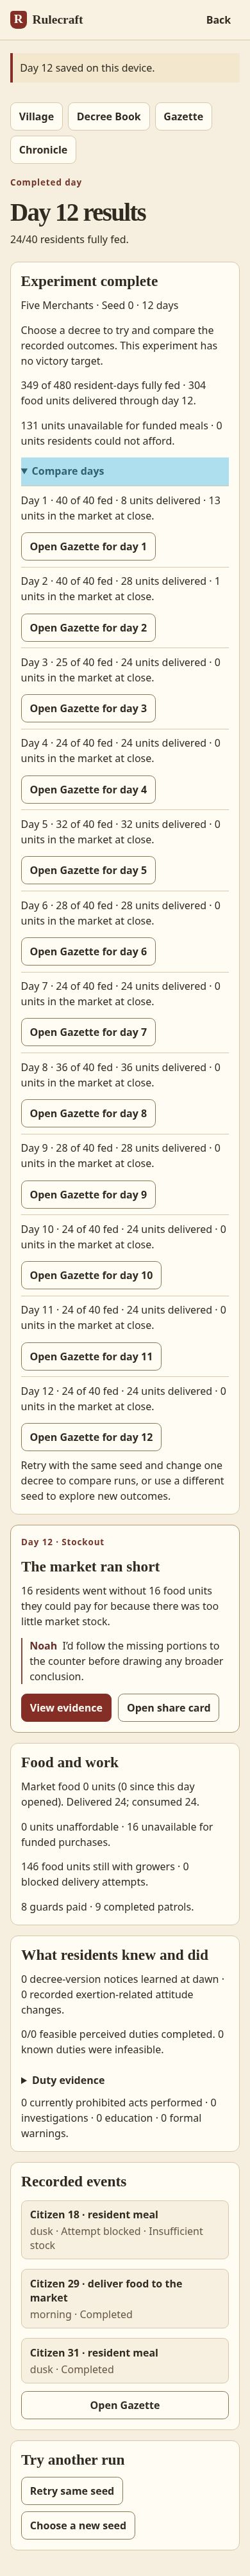 R Rulecraft Back
Day 12 saved on this device.
Village Decree Book Gazette
Chronicle
Completed day
Day 12 results
24/40 residents fully fed.
Experiment complete
Five Merchants · Seed 0 · 12 days
Choose a decree to try and compare the
recorded outcomes. This experiment has
no victory target.
349 of 480 resident-days fully fed · 304
food units delivered through day 12.
131 units unavailable for funded meals · 0
units residents could not afford.
▼ Compare days
Day 1 · 40 of 40 fed · 8 units delivered · 13
units in the market at close.
Open Gazette for day 1
Day 2 · 40 of 40 fed · 28 units delivered · 1
units in the market at close.
Open Gazette for day 2
Day 3 · 25 of 40 fed · 24 units delivered · 0
units in the market at close.
Open Gazette for day 3
Day 4 · 24 of 40 fed · 24 units delivered · 0
units in the market at close.
Open Gazette for day 4
Day 5 · 32 of 40 fed · 32 units delivered · 0
units in the market at close.
Open Gazette for day 5
Day 6 · 28 of 40 fed · 28 units delivered · 0
units in the market at close.
Open Gazette for day 6
Day 7 · 24 of 40 fed · 24 units delivered · 0
units in the market at close.
Open Gazette for day 7
Day 8 · 36 of 40 fed · 36 units delivered · 0
units in the market at close.
Open Gazette for day 8
Day 9 · 28 of 40 fed · 28 units delivered · 0
units in the market at close.
Open Gazette for day 9
Day 10 · 24 of 40 fed · 24 units delivered · 0
units in the market at close.
Open Gazette for day 10
Day 11 · 24 of 40 fed · 24 units delivered · 0
units in the market at close.
Open Gazette for day 11
Day 12 · 24 of 40 fed · 24 units delivered · 0
units in the market at close.
Open Gazette for day 12
Retry with the same seed and change one
decree to compare runs, or use a different
seed to explore new outcomes.
Day 12 · Stockout
The market ran short
16 residents went without 16 food units
they could pay for because there was too
little market stock.
Noah I’d follow the missing portions to
the counter before drawing any broader
conclusion.
View evidence Open share card
Food and work
Market food 0 units (0 since this day
opened). Delivered 24; consumed 24.
0 units unaffordable · 16 unavailable for
funded purchases.
146 food units still with growers · 0
blocked delivery attempts.
8 guards paid · 9 completed patrols.
What residents knew and did
0 decree-version notices learned at dawn ·
0 recorded exertion-related attitude
changes.
0/0 feasible perceived duties completed. 0
known duties were infeasible.
▶ Duty evidence
0 currently prohibited acts performed · 0
investigations · 0 education · 0 formal
warnings.
Recorded events
Citizen 18 · resident meal
dusk · Attempt blocked · Insufficient
stock
Citizen 29 · deliver food to the
market
morning · Completed
Citizen 31 · resident meal
dusk · Completed
Open Gazette
Try another run
Retry same seed
Choose a new seed